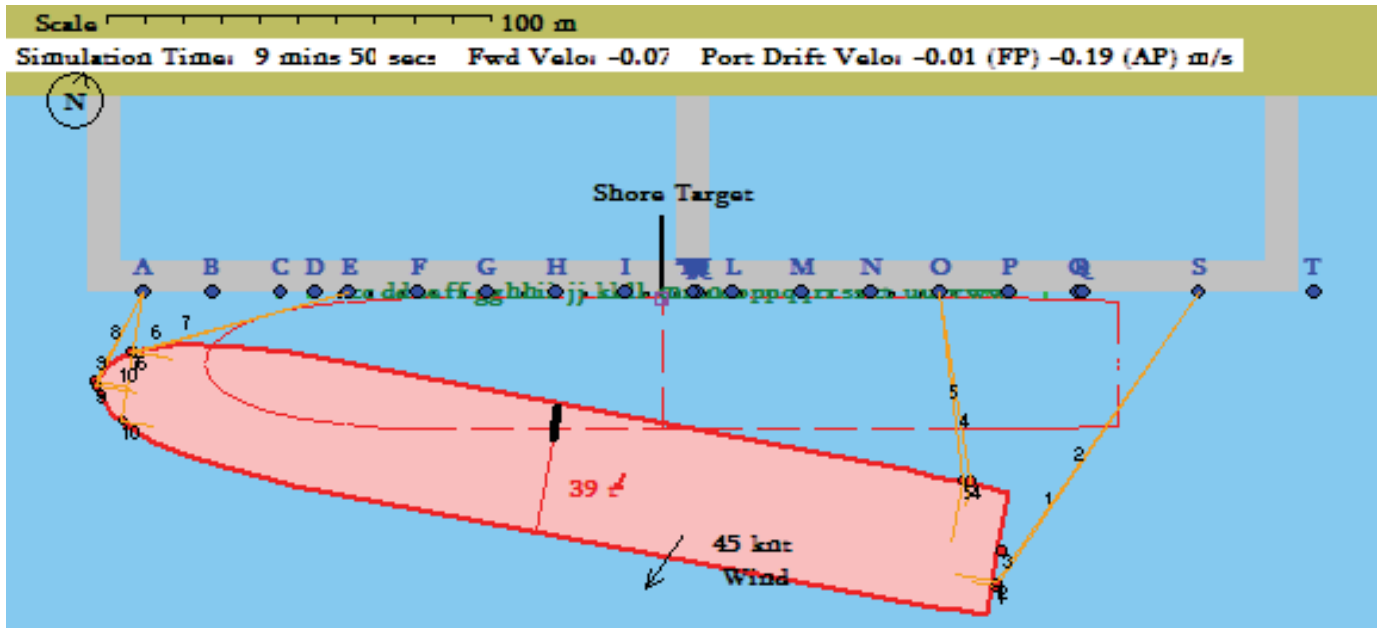 Scale 100 m
Simulation Time: 9 mins 50 secs Fwd Velo: -0.07 Port Drift Velo: -0.01 (FP) -0.19 (AP) m/s
N
Shore Target
A B C D E F G H I L M N O P Q S T
8 6 7
9 10
10
5
4
2
1
39 t
54
3
45 knt
Wind